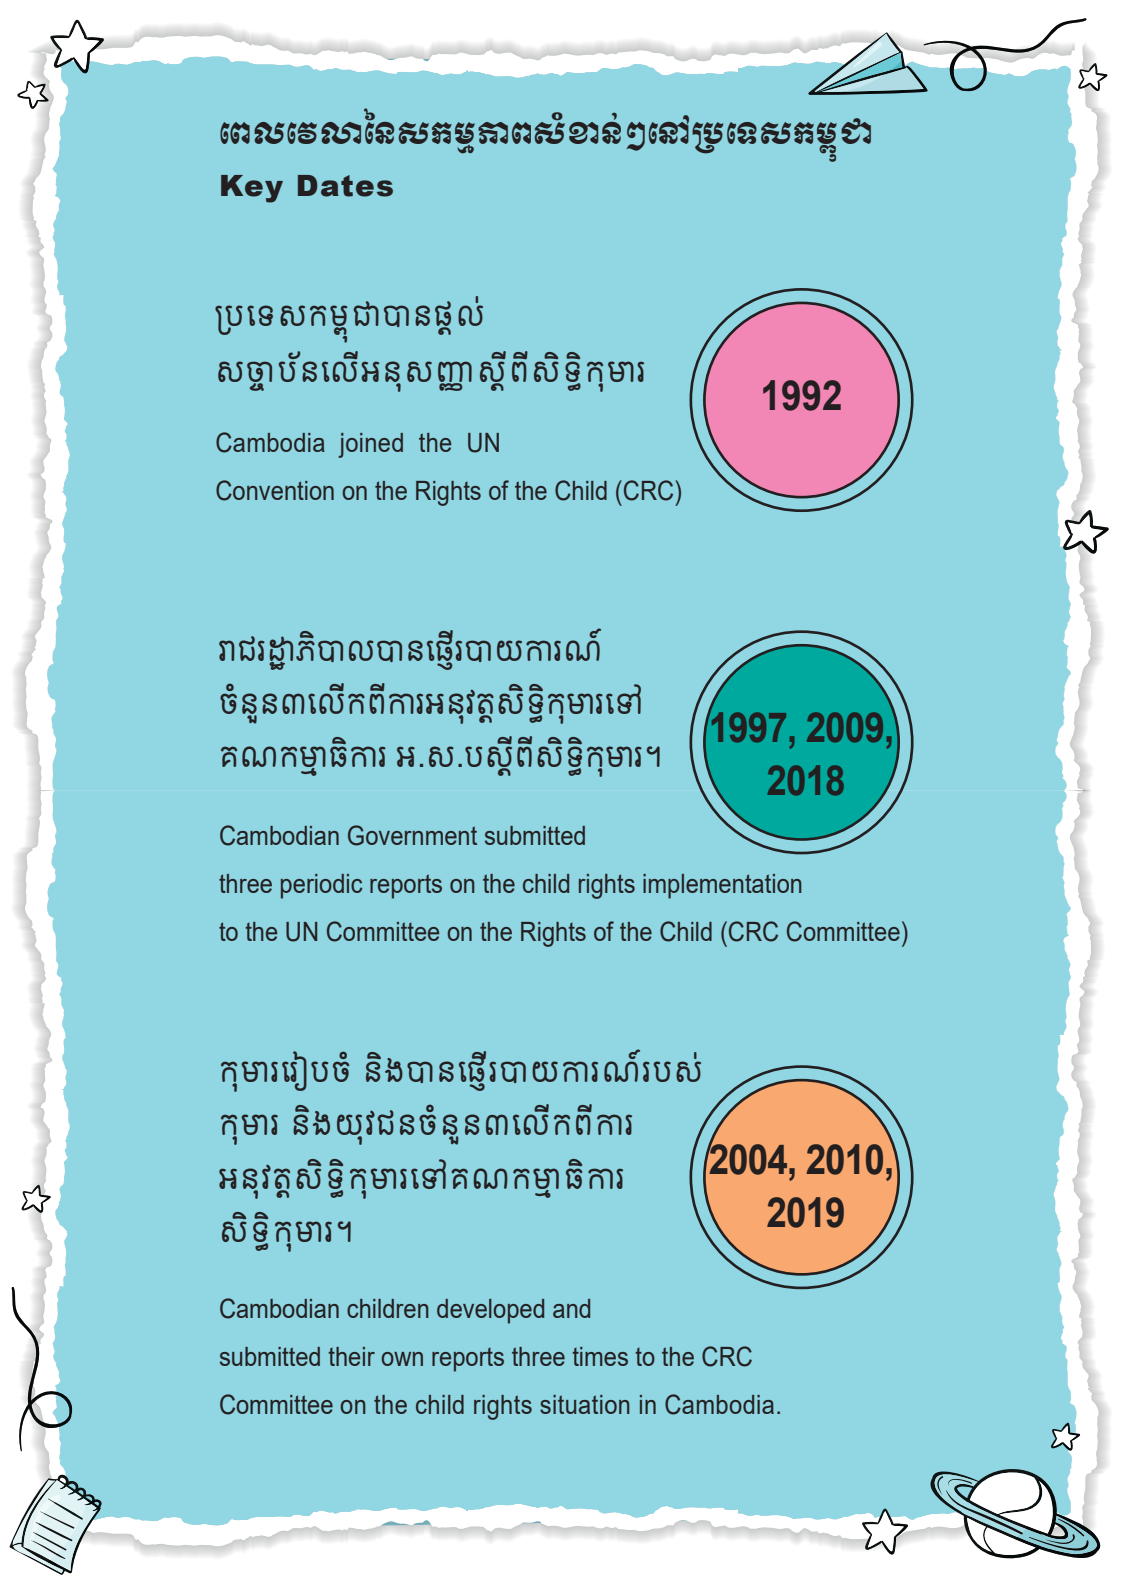 ពេលវេលានៃសកម្មភាពសំខាន់ៗនៅប្រទេសកម្ពុជា
Key Dates
ប្រទេសកម្ពុជាបានផ្តល់
សច្ចាប័នលើអនុសញ្ញាស្តីពីសិទ្ធិកុមារ
1992
Cambodia joined the UN
Convention on the Rights of the Child (CRC)
រាជរដ្ឋាភិបាលបានផ្ញើរបាយការណ៍
ចំនួន៣លើកពីការអនុវត្តសិទ្ធិកុមារទៅ
គណកម្មាធិការ អ.ស.បស្តីពីសិទ្ធិកុមារ។
1997, 2009,
2018
Cambodian Government submitted
three periodic reports on the child rights implementation
to the UN Committee on the Rights of the Child (CRC Committee)
កុមាររៀបចំ និងបានផ្ញើរបាយការណ៍របស់
កុមារ និងយុវជនចំនួន៣លើកពីការ
អនុវត្តសិទ្ធិកុមារទៅគណកម្មាធិការ
សិទ្ធិកុមារ។
2004, 2010,
2019
Cambodian children developed and
submitted their own reports three times to the CRC
Committee on the child rights situation in Cambodia.